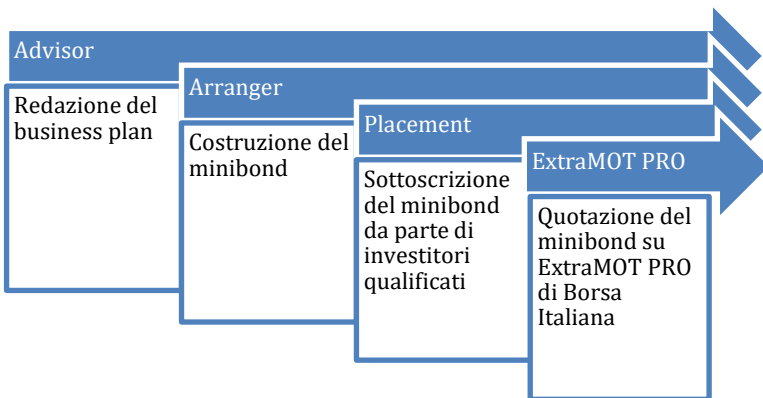 Advisor
Redazione del
business plan
Arranger
Costruzione del
minibond
Placement
Sottoscrizione
del minibond
da parte di
investitori
qualificati
ExtraMOT PRO
Quotazione del
minibond su
ExtraMOT PRO
di Borsa
Italiana